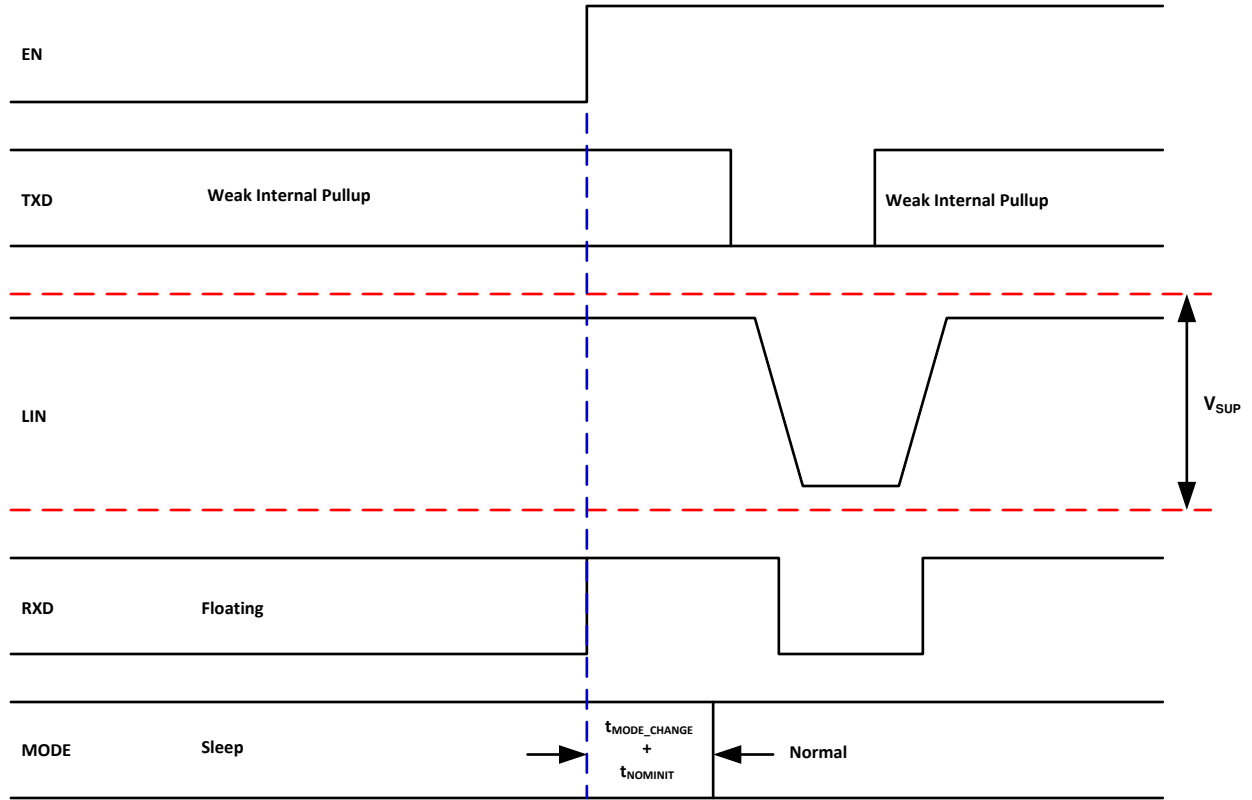 EN
TXD
Weak Internal Pullup
Weak Internal Pullup
LIN
VSUP
RXD
Floating
MODE
Sleep
tMODE_CHANGE
+
tNOMINIT
Normal